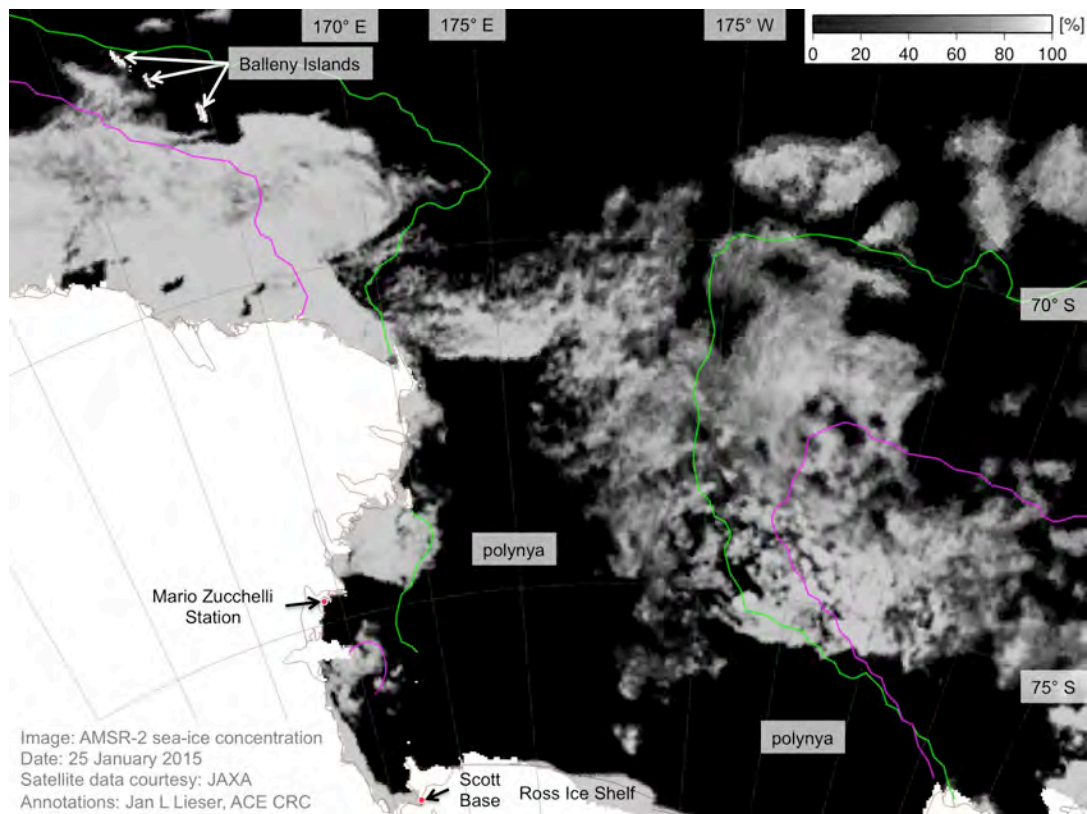 170° E
175° E
175° W
[%]
0 20 40 60 80 100
Balleny Islands
70° S
polynya
Mario Zucchelli
Station
75° S
polynya
Image: AMSR-2 sea-ice concentration
Date: 25 January 2015
Satellite data courtesy: JAXA
Annotations: Jan L Lieser, ACE CRC
Scott
Base
Ross Ice Shelf